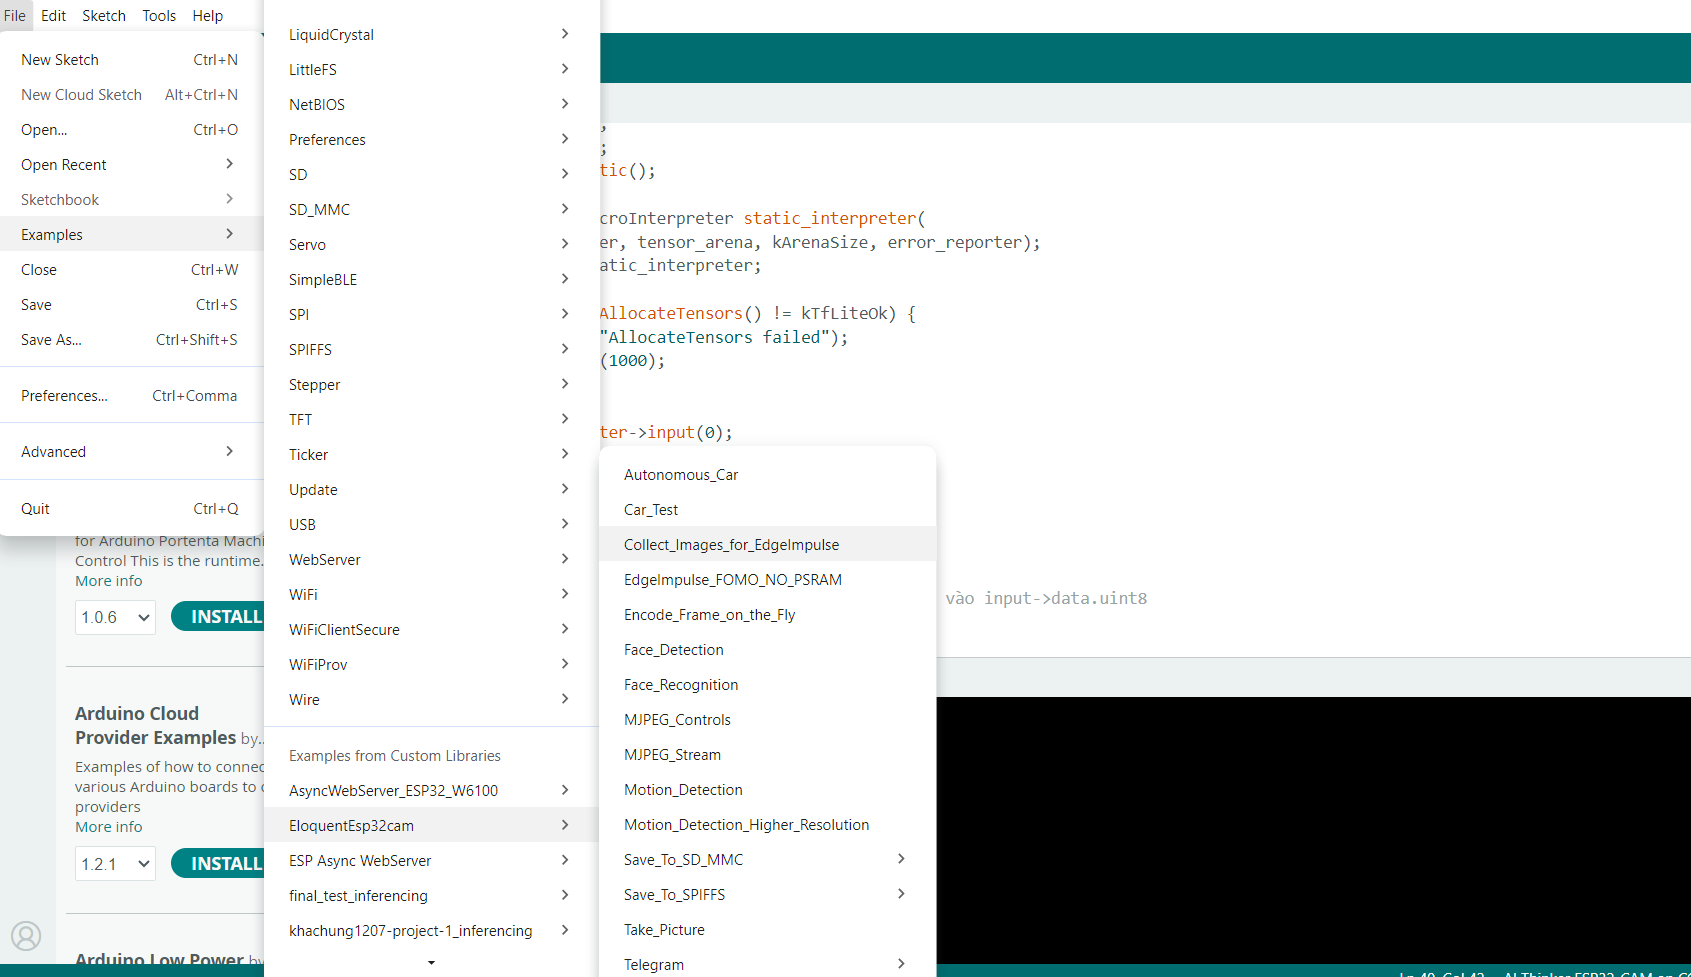 File Edit Sketch Tools Help
New Sketch Ctrl+N
New Cloud Sketch Alt+Ctrl+N
Open... Ctrl+O
Open Recent
Sketchbook
Examples
Close Ctrl+W
Save Ctrl+S
Save As... Ctrl+Shift+S
Preferences... Ctrl+Comma
Advanced
Quit Ctrl+Q
for Arduino Portenta Machi
Control This is the runtime.
More info
1.0.6 INSTALL
Arduino Cloud
Provider Examples by..
Examples of how to connec
various Arduino boards to
providers
More info
1.2.1 INSTALL
Arduino Low Power by
LiquidCrystal
LittleFS
NetBIOS
Preferences
SD
SD_MMC
Servo
SimpleBLE
SPI
SPIFFS
Stepper
TFT
Ticker
Update
USB
WebServer
WiFi
WiFiClientSecure
WiFiProv
Wire
Examples from Custom Libraries
AsyncWebServer_ESP32_W6100
EloquentEsp32cam
ESP Async WebServer
final_test_inferencing
khachung1207-project-1_inferencing
;
tic();
croInterpreter static_interpreter(
er, tensor_arena, kArenaSize, error_reporter);
atic_interpreter;
AllocateTensors() != kTfLiteOk) {
"AllocateTensors failed");
(1000);
ter->input(0);
vào input->data.uint8
Autonomous_Car
Car_Test
Collect_Images_for_EdgeImpulse
EdgeImpulse_FOMO_NO_PSRAM
Encode_Frame_on_the_Fly
Face_Detection
Face_Recognition
MJPEG_Controls
MJPEG_Stream
Motion_Detection
Motion_Detection_Higher_Resolution
Save_To_SD_MMC
Save_To_SPIFFS
Take_Picture
Telegram